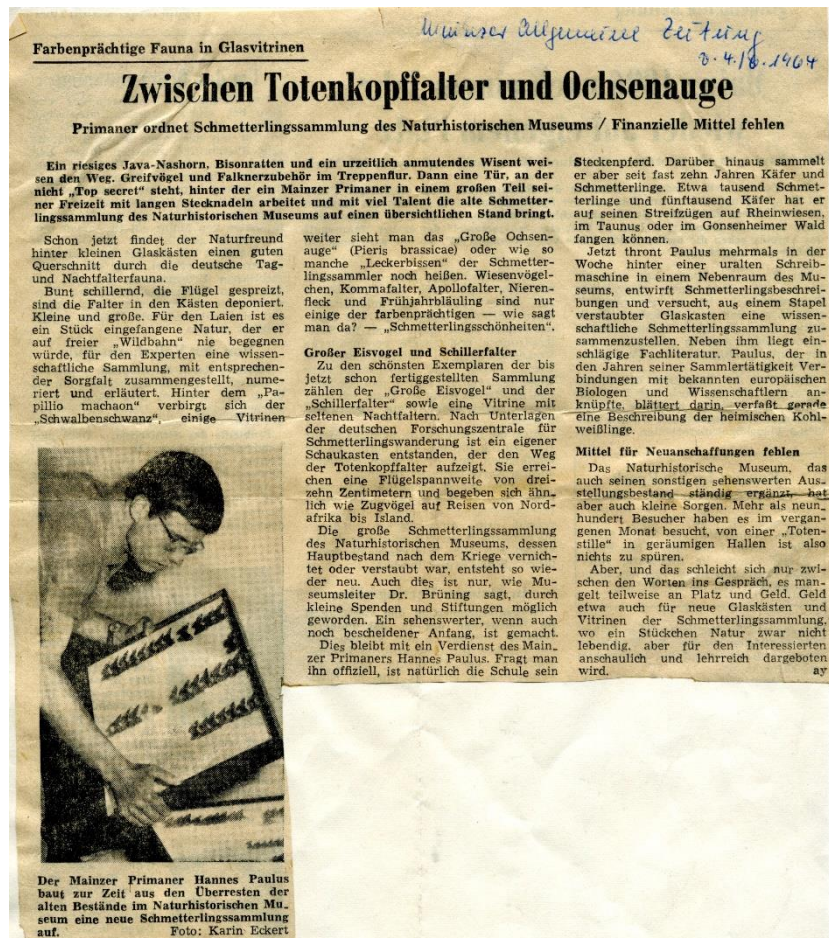 Mainzer Allgemeine Zeitung
1964
Farbenprächtige Fauna in Glasvitrinen
Zwischen Totenkopffalter und Ochsenauge
Primaner ordnet Schmetterlingssammlung des Naturhistorischen Museums / Finanzielle Mittel fehlen
Ein riesiges Java-Nashorn, Bisonratten und ein urzeitlich anmutendes Wisent wei-
sen den Weg. Greifvögel und Falknerzubehör im Treppenflur. Dann eine Tür, an der
nicht „Top secret“ steht, hinter der ein Mainzer Primaner in einem großen Teil sei-
ner Freizeit mit langen Stecknadeln arbeitet und mit viel Talent die alte Schmetter-
lingssammlung des Naturhistorischen Museums auf einen übersichtlichen Stand bringt.
Schon jetzt findet der Naturfreund
hinter kleinen Glaskästen einen guten
Querschnitt durch die deutsche Tag-
und Nachtfalterfauna.
Bunt schillernd, die Flügel gespreizt,
sind die Falter in den Kästen deponiert.
Kleine und große. Für den Laien ist es
ein Stück eingefangene Natur, der er
auf freier „Wildbahn“ nie begegnen
würde, für den Experten eine wissen-
schaftliche Sammlung, mit entsprechen-
der Sorgfalt zusammengestellt, nume-
riert und erläutert. Hinter dem „Pa-
pillio machaon“ verbirgt sich der
„Schwalbenschwanz“, einige Vitrinen
weiter sieht man das „Große Ochsen-
auge“ (Pieris brassicae) oder wie so
manche „Leckerbissen“ der Schmetter-
lingssammler noch heißen. Wiesenvögel-
chen, Kommafalter, Apollofalter, Nieren-
fleck und Frühjahrbläuling sind nur
einige der farbenprächtigen — wie sagt
man da? — „Schmetterlingsschönheiten“.
Großer Eisvogel und Schillerfalter
Zu den schönsten Exemplaren der bis
jetzt schon fertiggestellten Sammlung
zählen der „Große Eisvogel“ und der
„Schillerfalter“ sowie eine Vitrine mit
seltenen Nachtfaltern. Nach Unterlagen
der deutschen Forschungszentrale für
Schmetterlingswanderung ist ein eigener
Schaukasten entstanden, der den Weg
der Totenkopffalter aufzeigt. Sie errei-
chen eine Flügelspannweite von drei-
zehn Zentimetern und begeben sich ähn-
lich wie Zugvögel auf Reisen von Nord-
afrika bis Island.
Die große Schmetterlingssammlung
des Naturhistorischen Museums, dessen
Hauptbestand nach dem Kriege vernich-
tet oder verstaubt war, entsteht so wie-
der neu. Auch dies ist nur, wie Mu-
seumsleiter Dr. Brüning sagt, durch
kleine Spenden und Stiftungen möglich
geworden. Ein sehenswerter, wenn auch
noch bescheidener Anfang, ist gemacht.
Dies bleibt mit ein Verdienst des Main-
zer Primaners Hannes Paulus. Fragt man
ihn offiziell, ist natürlich die Schule sein
Steckenpferd. Darüber hinaus sammelt
er aber seit fast zehn Jahren Käfer und
Schmetterlinge. Etwa tausend Schmet-
terlinge und fünftausend Käfer hat er
auf seinen Streifzügen auf Rheinwiesen,
im Taunus oder im Gonsenheimer Wald
fangen können.
Jetzt thront Paulus mehrmals in der
Woche hinter einer uralten Schreib-
maschine in einem Nebenraum des Mu-
seums, entwirft Schmetterlingsbeschrei-
bungen und versucht, aus einem Stapel
verstaubter Glaskasten eine wissen-
schaftliche Schmetterlingssammlung zu-
sammenzustellen. Neben ihm liegt ein-
schlägige Fachliteratur. Paulus, der in
den Jahren seiner Sammlertätigkeit Ver-
bindungen mit bekannten europäischen
Biologen und Wissenschaftlern an-
knüpfte, blättert darin, verfaßt gerade
eine Beschreibung der heimischen Kohl-
weißlinge.
Mittel für Neuanschaffungen fehlen
Das Naturhistorische Museum, das
auch seinen sonstigen sehenswerten Aus-
stellungsbestand ständig ergänzt, hat
aber auch kleine Sorgen. Mehr als neun-
hundert Besucher haben es im vergan-
genen Monat besucht, von einer „Toten-
stille“ in geräumigen Hallen ist also
nichts zu spüren.
Aber, und das schleicht sich nur zwi-
schen den Worten ins Gespräch, es man-
gelt teilweise an Platz und Geld. Geld
etwa auch für neue Glaskästen und
Vitrinen der Schmetterlingssammlung,
wo ein Stückchen Natur zwar nicht
lebendig, aber für den Interessierten
anschaulich und lehrreich dargeboten
wird. ay
Der Mainzer Primaner Hannes Paulus
baut zur Zeit aus den Überresten der
alten Bestände im Naturhistorischen Mu-
seum eine neue Schmetterlingssammlung
auf. Foto: Karin Eckert